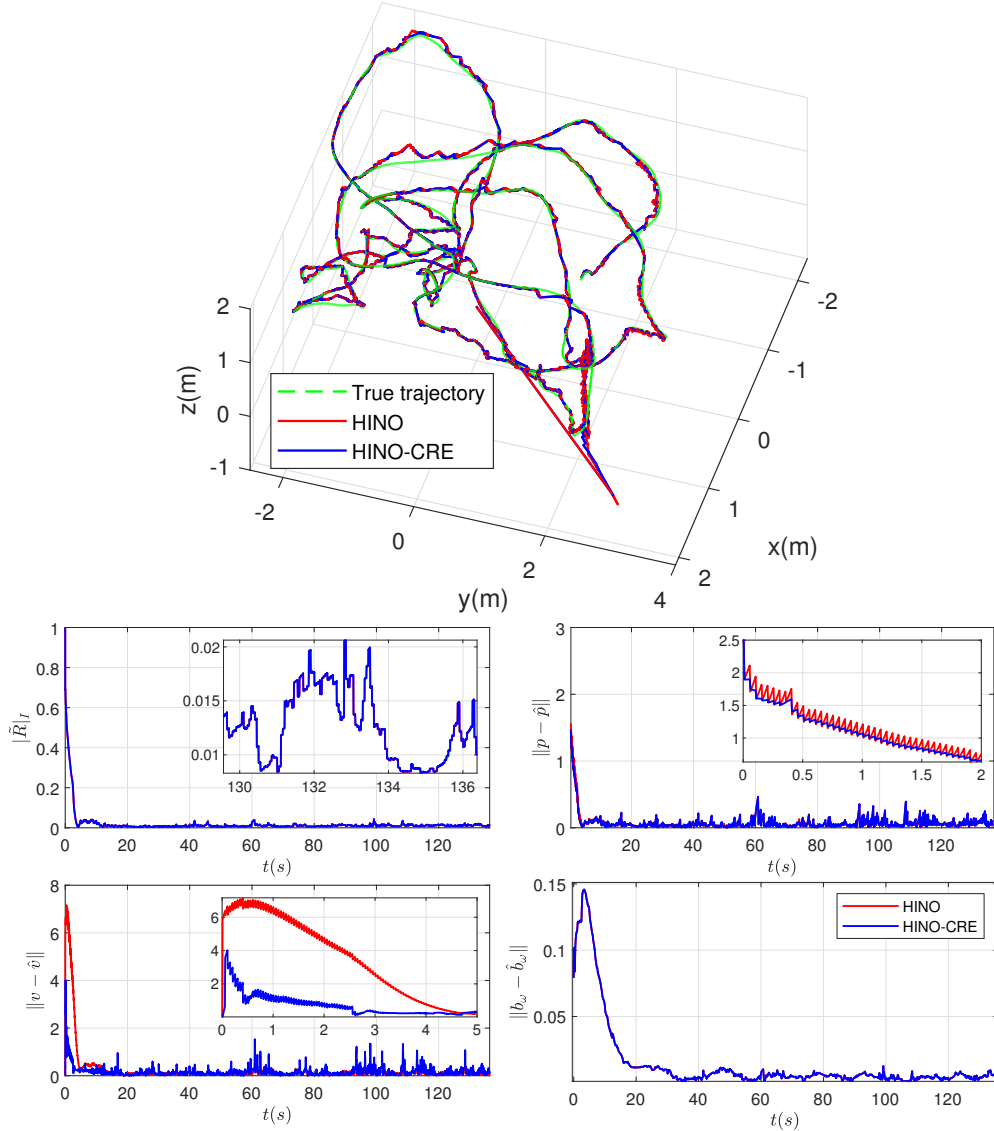 2
1
0
-1
z(m)
True trajectory
HINO
HINO-CRE
-2
0
2
4
y(m)
-2
-1
0
1
2
x(m)
1
0.8
0.6
0.4
0.2
0
|R̃|_I
0 20 40 60 80 100 120
t(s)
0.02
0.015
0.01
130 132 134 136
3
2
1
0
||p − p̂||
0 20 40 60 80 100 120
t(s)
2.5
2
1.5
1
0 0.5 1 1.5 2
8
6
4
2
0
||v − v̂||
0 20 40 60 80 100 120
t(s)
6
4
2
0 1 2 3 4 5
0.15
0.1
0.05
||b_ω − b̂_ω||
0 20 40 60 80 100 120
t(s)
HINO
HINO-CRE